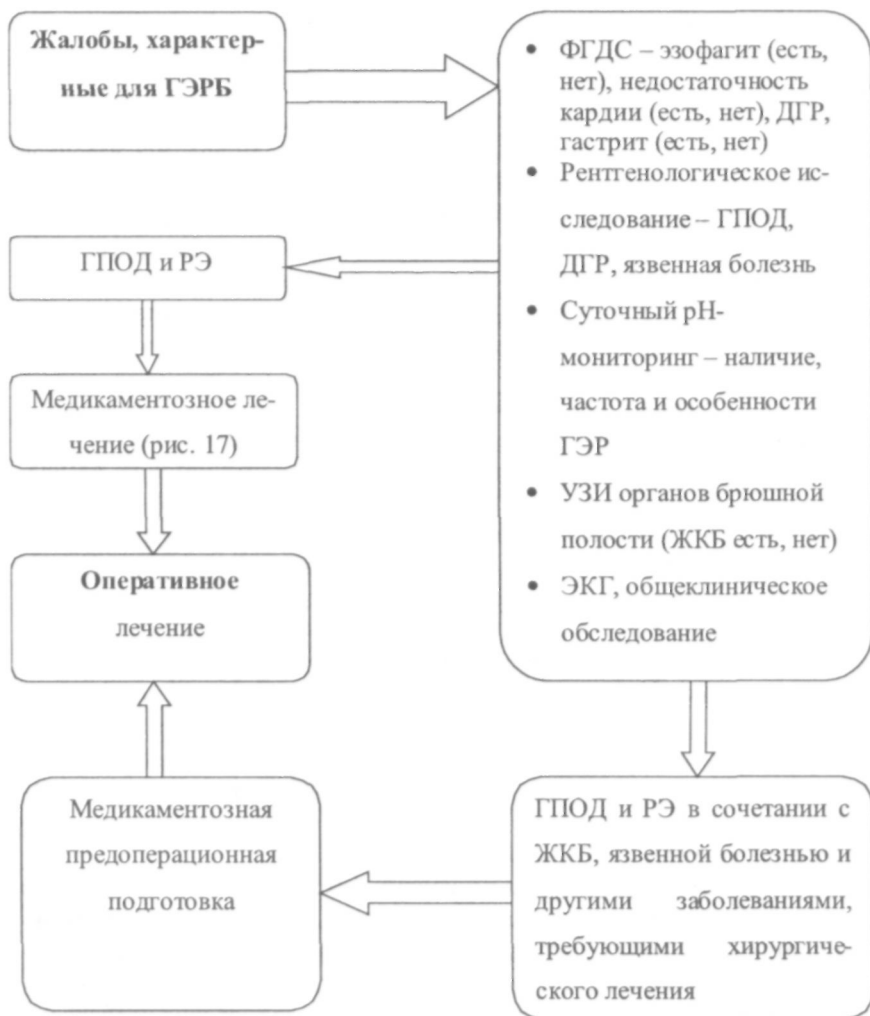 Жалобы, характер-
ные для ГЭРБ
• ФГДС – эзофагит (есть,
нет), недостаточность
кардии (есть, нет), ДГР,
гастрит (есть, нет)
• Рентгенологическое ис-
следование – ГПОД,
ДГР, язвенная болезнь
• Суточный рН-
мониторинг – наличие,
частота и особенности
ГЭР
• УЗИ органов брюшной
полости (ЖКБ есть, нет)
• ЭКГ, общеклиническое
обследование
ГПОД и РЭ
Медикаментозное ле-
чение (рис. 17)
Оперативное
лечение
Медикаментозная
предоперационная
подготовка
ГПОД и РЭ в сочетании с
ЖКБ, язвенной болезнью и
другими заболеваниями,
требующими хирургиче-
ского лечения